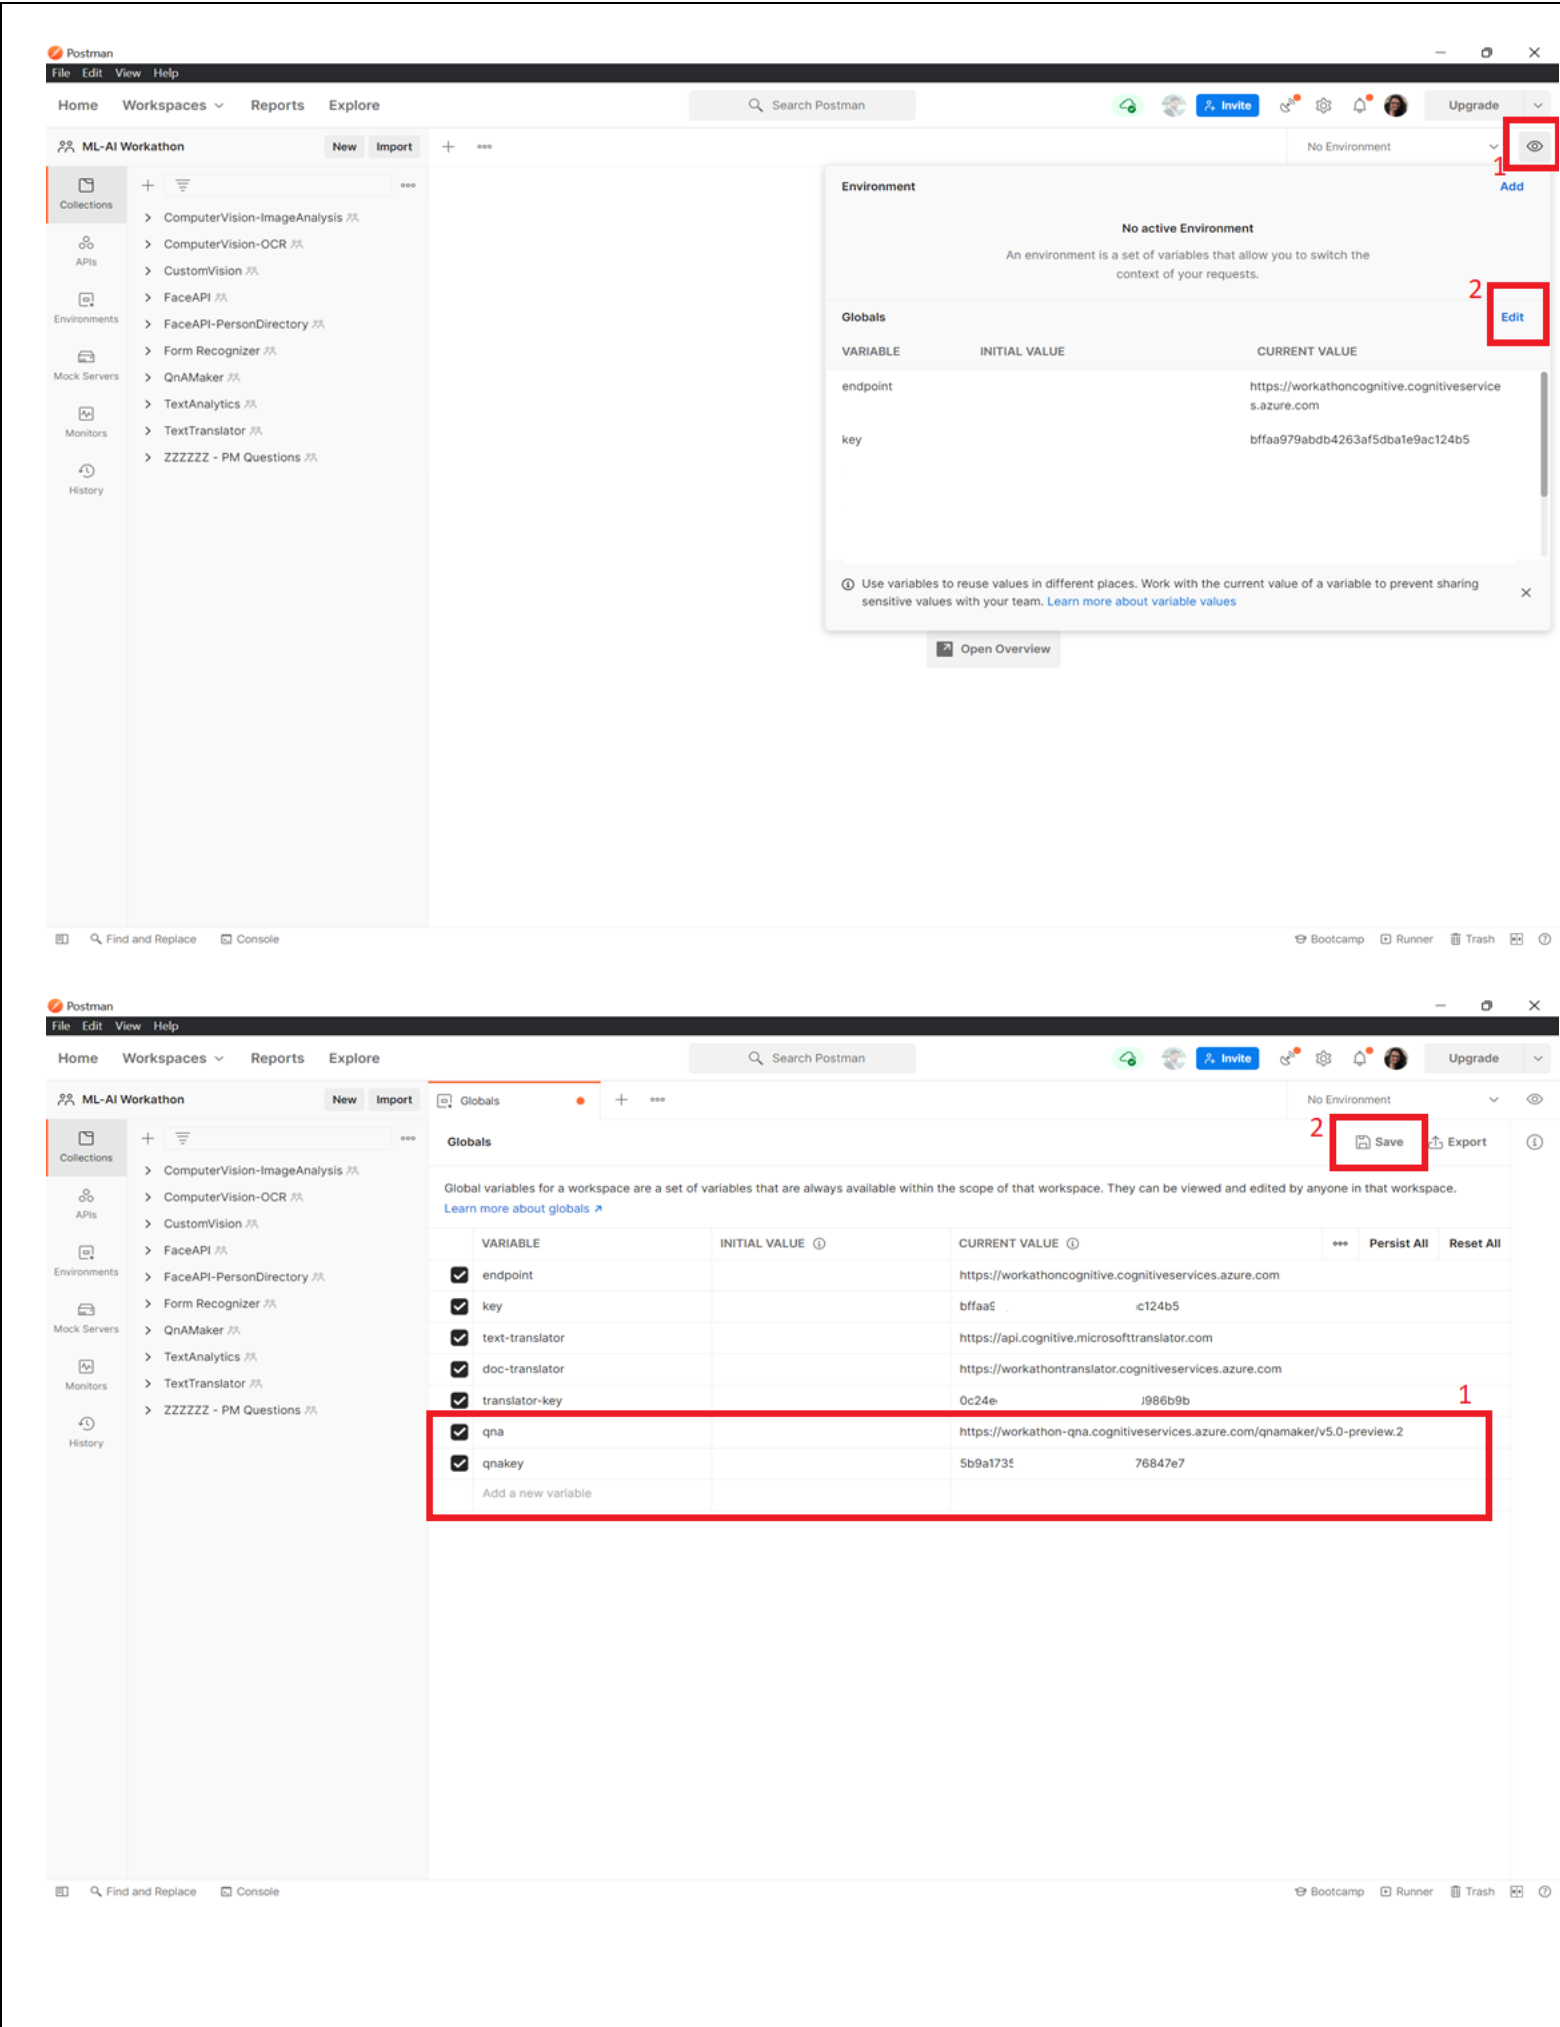 Postman
File Edit View Help
Home Workspaces Reports Explore
Search Postman
Invite
Upgrade
ML-AI Workathon
New Import
No Environment
1
Collections
Environment
Add
ComputerVision-ImageAnalysis
No active Environment
ComputerVision-OCR
An environment is a set of variables that allow you to switch the
context of your requests.
APIs
CustomVision
FaceAPI
2
Environments
FaceAPI-PersonDirectory
Globals
Edit
Form Recognizer
VARIABLE INITIAL VALUE CURRENT VALUE
Mock Servers
QnAMaker
endpoint
https://workathoncognitive.cognitiveservice
s.azure.com
TextAnalytics
Monitors
TextTranslator
key
bffaa979abdb4263af5dba1e9ac124b5
ZZZZZZ - PM Questions
History
Use variables to reuse values in different places. Work with the current value of a variable to prevent sharing
sensitive values with your team. Learn more about variable values
Open Overview
Find and Replace Console
Bootcamp Runner Trash
Postman
File Edit View Help
Home Workspaces Reports Explore
Search Postman
Invite
Upgrade
ML-AI Workathon
New Import
Globals
No Environment
Collections
Globals
2
Save Export
ComputerVision-ImageAnalysis
Global variables for a workspace are a set of variables that are always available within the scope of that workspace. They can be viewed and edited by anyone in that workspace.
Learn more about globals
ComputerVision-OCR
APIs
CustomVision
FaceAPI
VARIABLE INITIAL VALUE CURRENT VALUE Persist All Reset All
Environments
FaceAPI-PersonDirectory
endpoint https://workathoncognitive.cognitiveservices.azure.com
Form Recognizer
key bffaa9 c124b5
Mock Servers
QnAMaker
text-translator https://api.cognitive.microsofttranslator.com
TextAnalytics
doc-translator https://workathontranslator.cognitiveservices.azure.com
Monitors
TextTranslator
translator-key 0c24e 986b9b
1
ZZZZZZ - PM Questions
qna https://workathon-qna.cognitiveservices.azure.com/qnamaker/v5.0-preview.2
History
qnakey 5b9a1735 76847e7
Add a new variable
Find and Replace Console
Bootcamp Runner Trash